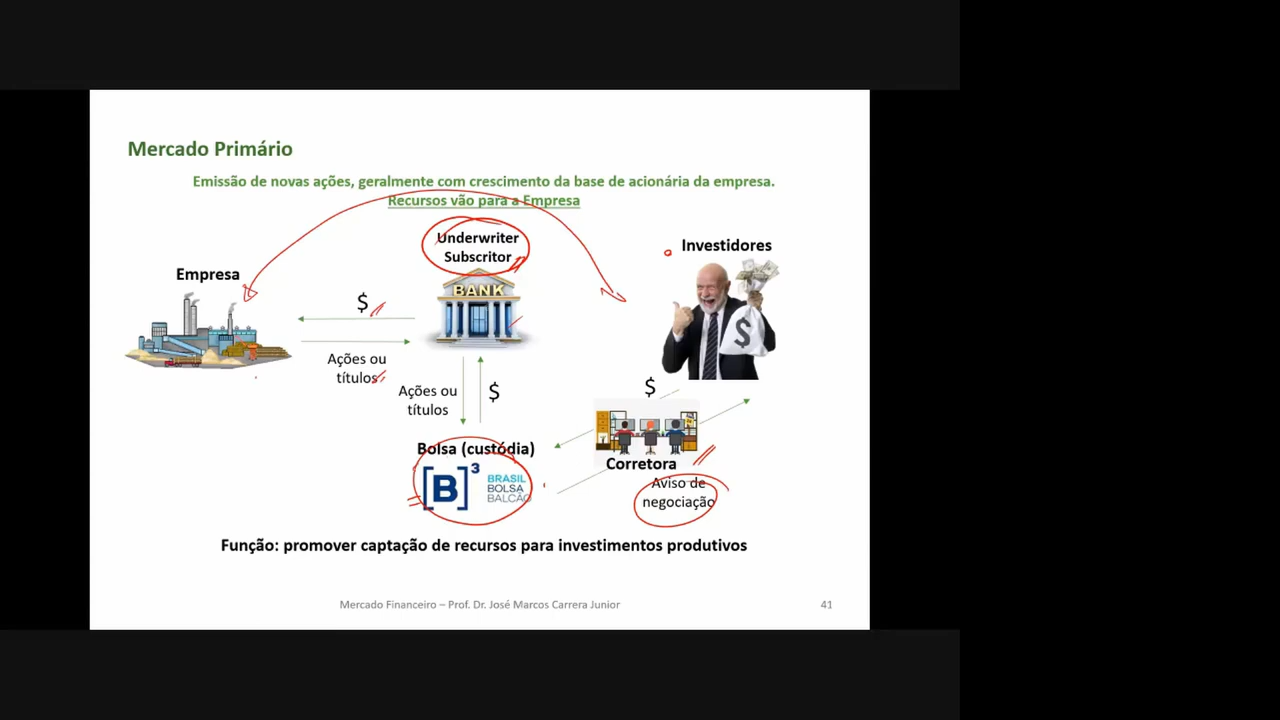 Mercado Primário
Emissão de novas ações, geralmente com crescimento da base de acionária da empresa.
Recursos vão para a Empresa
Underwriter
Subscritor
Investidores
Empresa
BANK
$
$
Ações ou
títulos
Ações ou
títulos
$
$
Bolsa (custódia)
[B]³
BRASIL
BOLSA
BALCÃO
Corretora
Aviso de
negociação
Função: promover captação de recursos para investimentos produtivos
Mercado Financeiro – Prof. Dr. José Marcos Carrera Junior
41